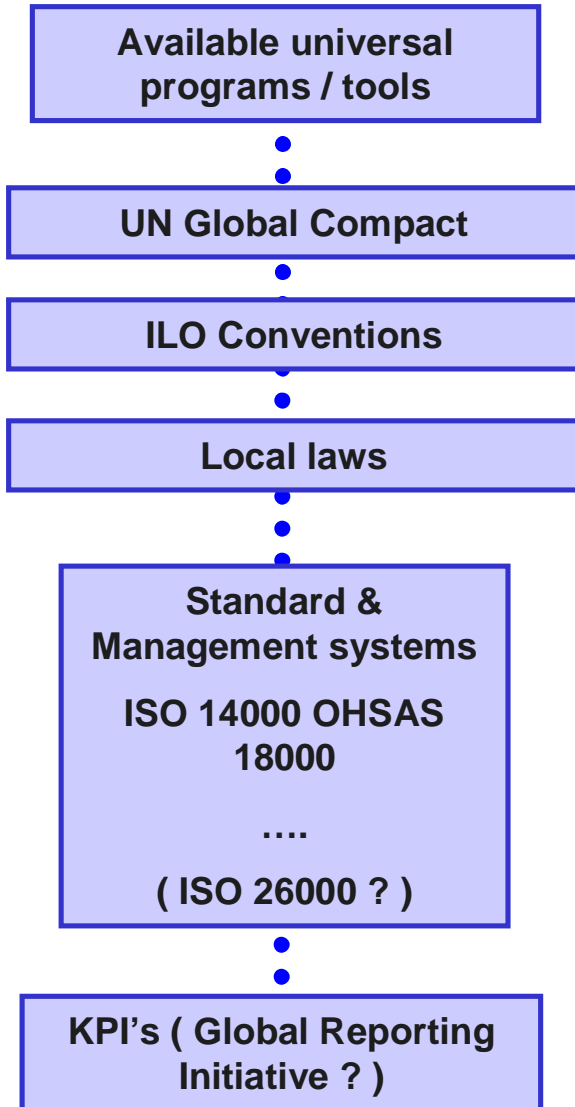 Available universal
programs / tools
UN Global Compact
ILO Conventions
Local laws
Standard &
Management systems
ISO 14000 OHSAS
18000
....
( ISO 26000 ? )
KPI's ( Global Reporting
Initiative ? )